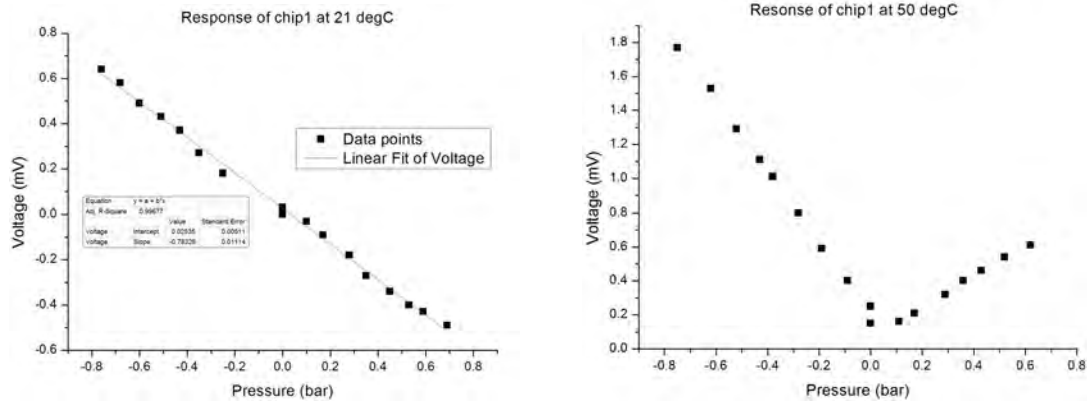 Response of chip1 at 21 degC
Voltage (mV)
0.8
0.6
0.4
0.2
0.0
-0.2
-0.4
-0.6
Data points
Linear Fit of Voltage
Equation y = a + b*x
Adj. R-Square 0.99677
Value Standard Error
Voltage Intercept 0.02535
Voltage Slope 0.01114
-0.8 -0.6 -0.4 -0.2 0.0 0.2 0.4 0.6 0.8
Pressure (bar)
Resonse of chip1 at 50 degC
Voltage (mV)
1.8
1.6
1.4
1.2
1.0
0.8
0.6
0.4
0.2
0.0
-0.8 -0.6 -0.4 -0.2 0.0 0.2 0.4 0.6 0.8
Pressure (bar)